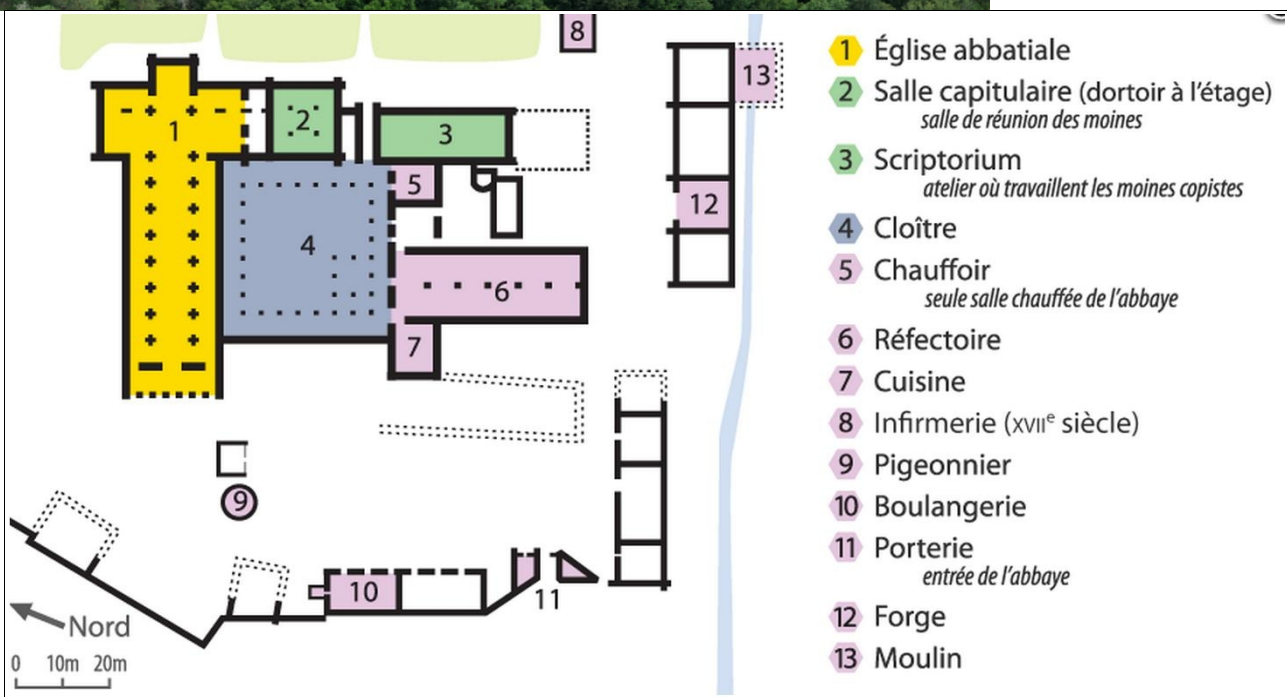 8
13
1
2
3
5
12
4
6
7
9
10
11
Nord
0 10m 20m
1 Église abbatiale
2 Salle capitulaire (dortoir à l'étage)
salle de réunion des moines
3 Scriptorium
atelier où travaillent les moines copistes
4 Cloître
5 Chauffoir
seule salle chauffée de l'abbaye
6 Réfectoire
7 Cuisine
8 Infirmerie (XVIIe siècle)
9 Pigeonnier
10 Boulangerie
11 Porterie
entrée de l'abbaye
12 Forge
13 Moulin